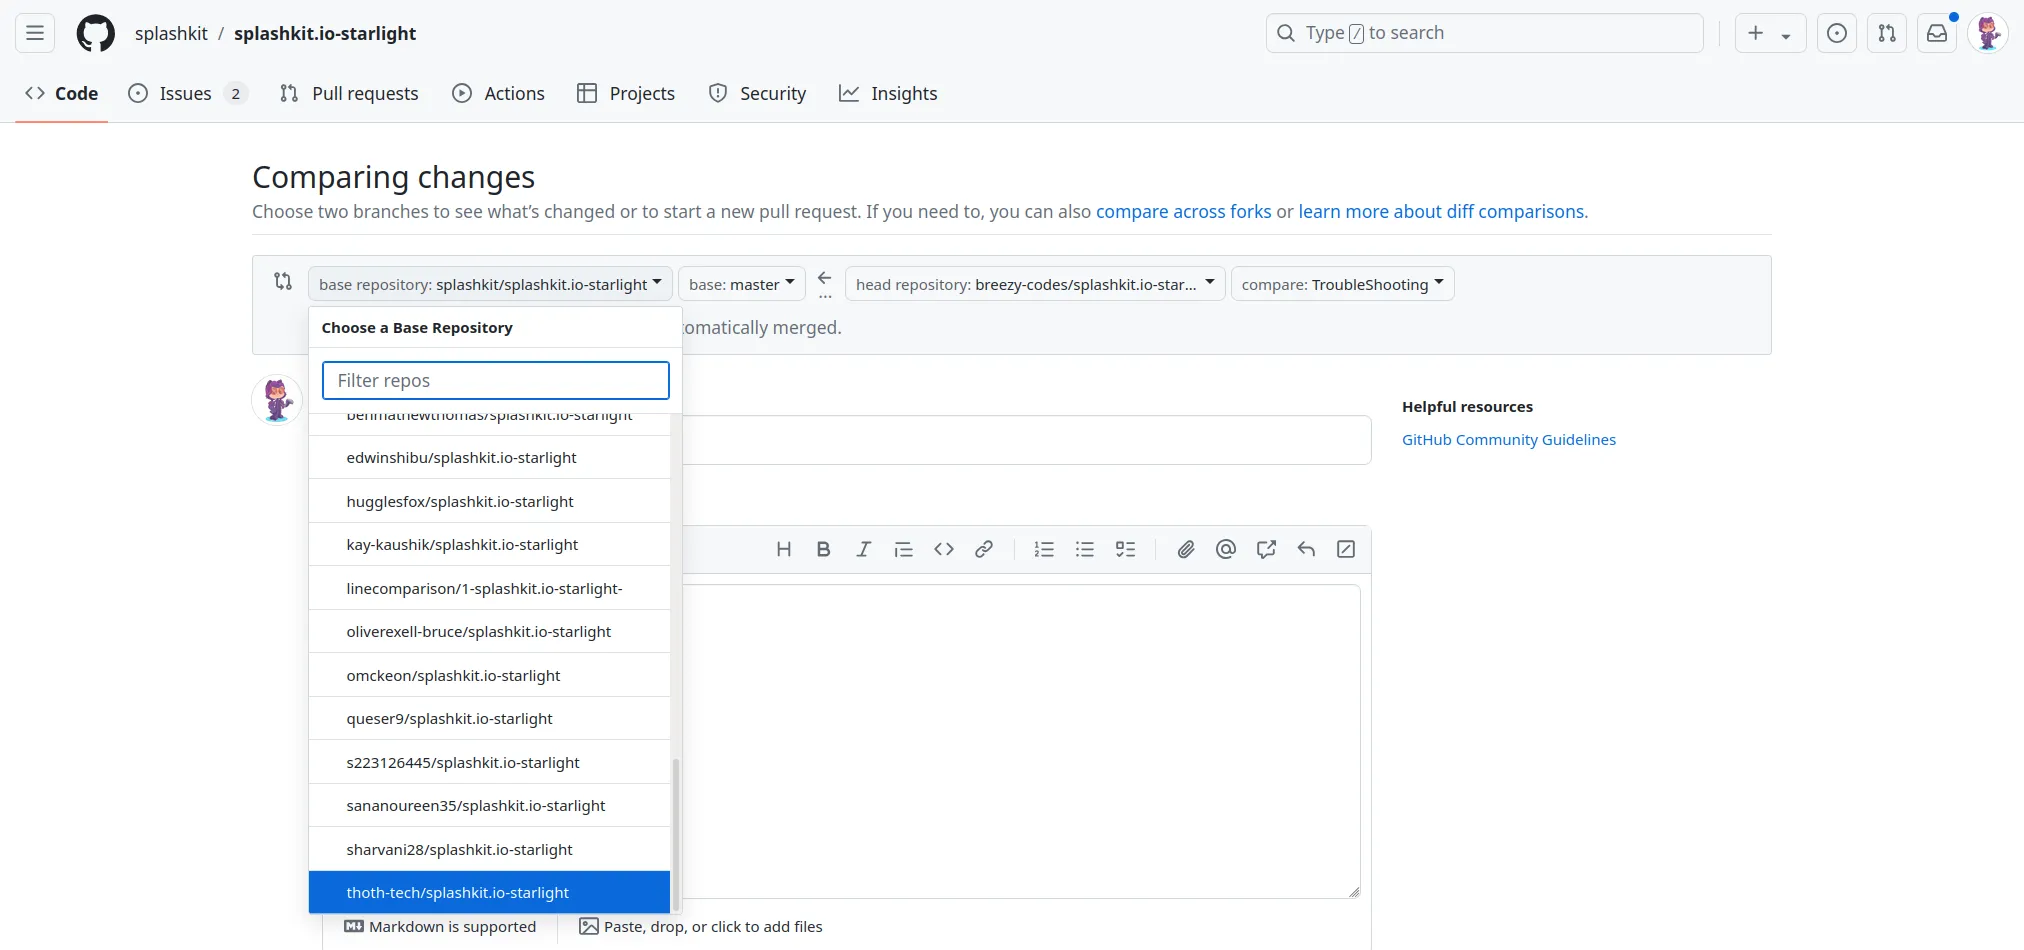 splashkit / splashkit.io-starlight
Type / to search
Code
Issues 2
Pull requests
Actions
Projects
Security
Insights
Comparing changes
Choose two branches to see what's changed or to start a new pull request. If you need to, you can also compare across forks or learn more about diff comparisons.
base repository: splashkit/splashkit.io-starlight
base: master
head repository: breezy-codes/splashkit.io-star...
compare: TroubleShooting
Choose a Base Repository
merged.
Filter repos
benmathewthomas/splashkit.io-starlight
edwinshibu/splashkit.io-starlight
hugglesfox/splashkit.io-starlight
kay-kaushik/splashkit.io-starlight
linecomparison/1-splashkit.io-starlight-
oliverexell-bruce/splashkit.io-starlight
omckeon/splashkit.io-starlight
queser9/splashkit.io-starlight
s223126445/splashkit.io-starlight
sananoureen35/splashkit.io-starlight
sharvani28/splashkit.io-starlight
thoth-tech/splashkit.io-starlight
Helpful resources
GitHub Community Guidelines
Markdown is supported
Paste, drop, or click to add files